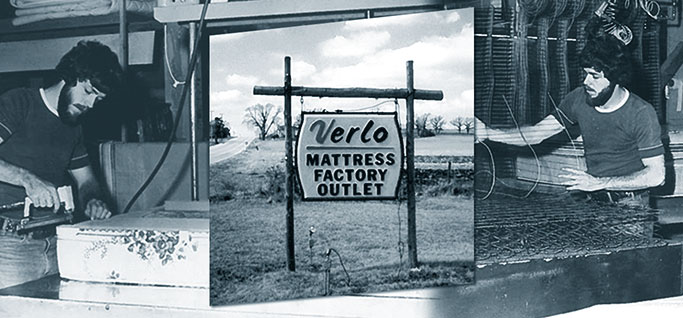 Verlo
MATTRESS
FACTORY
OUTLET